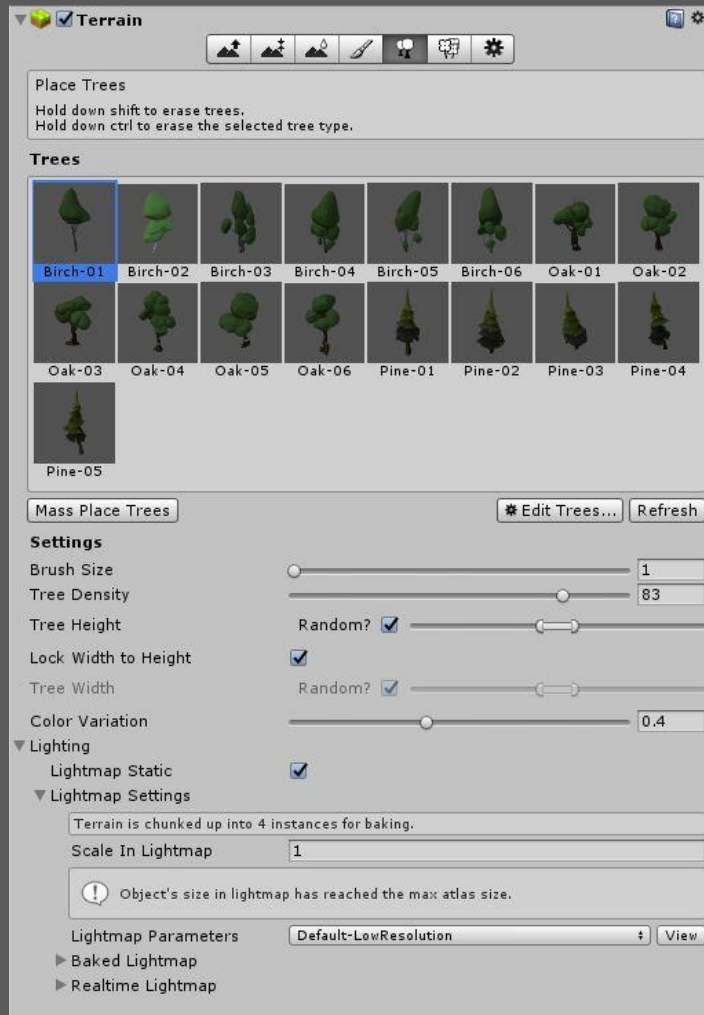 Terrain
Place Trees
Hold down shift to erase trees.
Hold down ctrl to erase the selected tree type.
Trees
Birch-01 Birch-02 Birch-03 Birch-04 Birch-05 Birch-06 Oak-01 Oak-02
Oak-03 Oak-04 Oak-05 Oak-06 Pine-01 Pine-02 Pine-03 Pine-04
Pine-05
Mass Place Trees Edit Trees... Refresh
Settings
Brush Size 1
Tree Density 83
Tree Height Random?
Lock Width to Height
Tree Width Random?
Color Variation 0.4
Lighting
Lightmap Static
Lightmap Settings
Terrain is chunked up into 4 instances for baking.
Scale In Lightmap 1
Object's size in lightmap has reached the max atlas size.
Lightmap Parameters Default-LowResolution View
Baked Lightmap
Realtime Lightmap